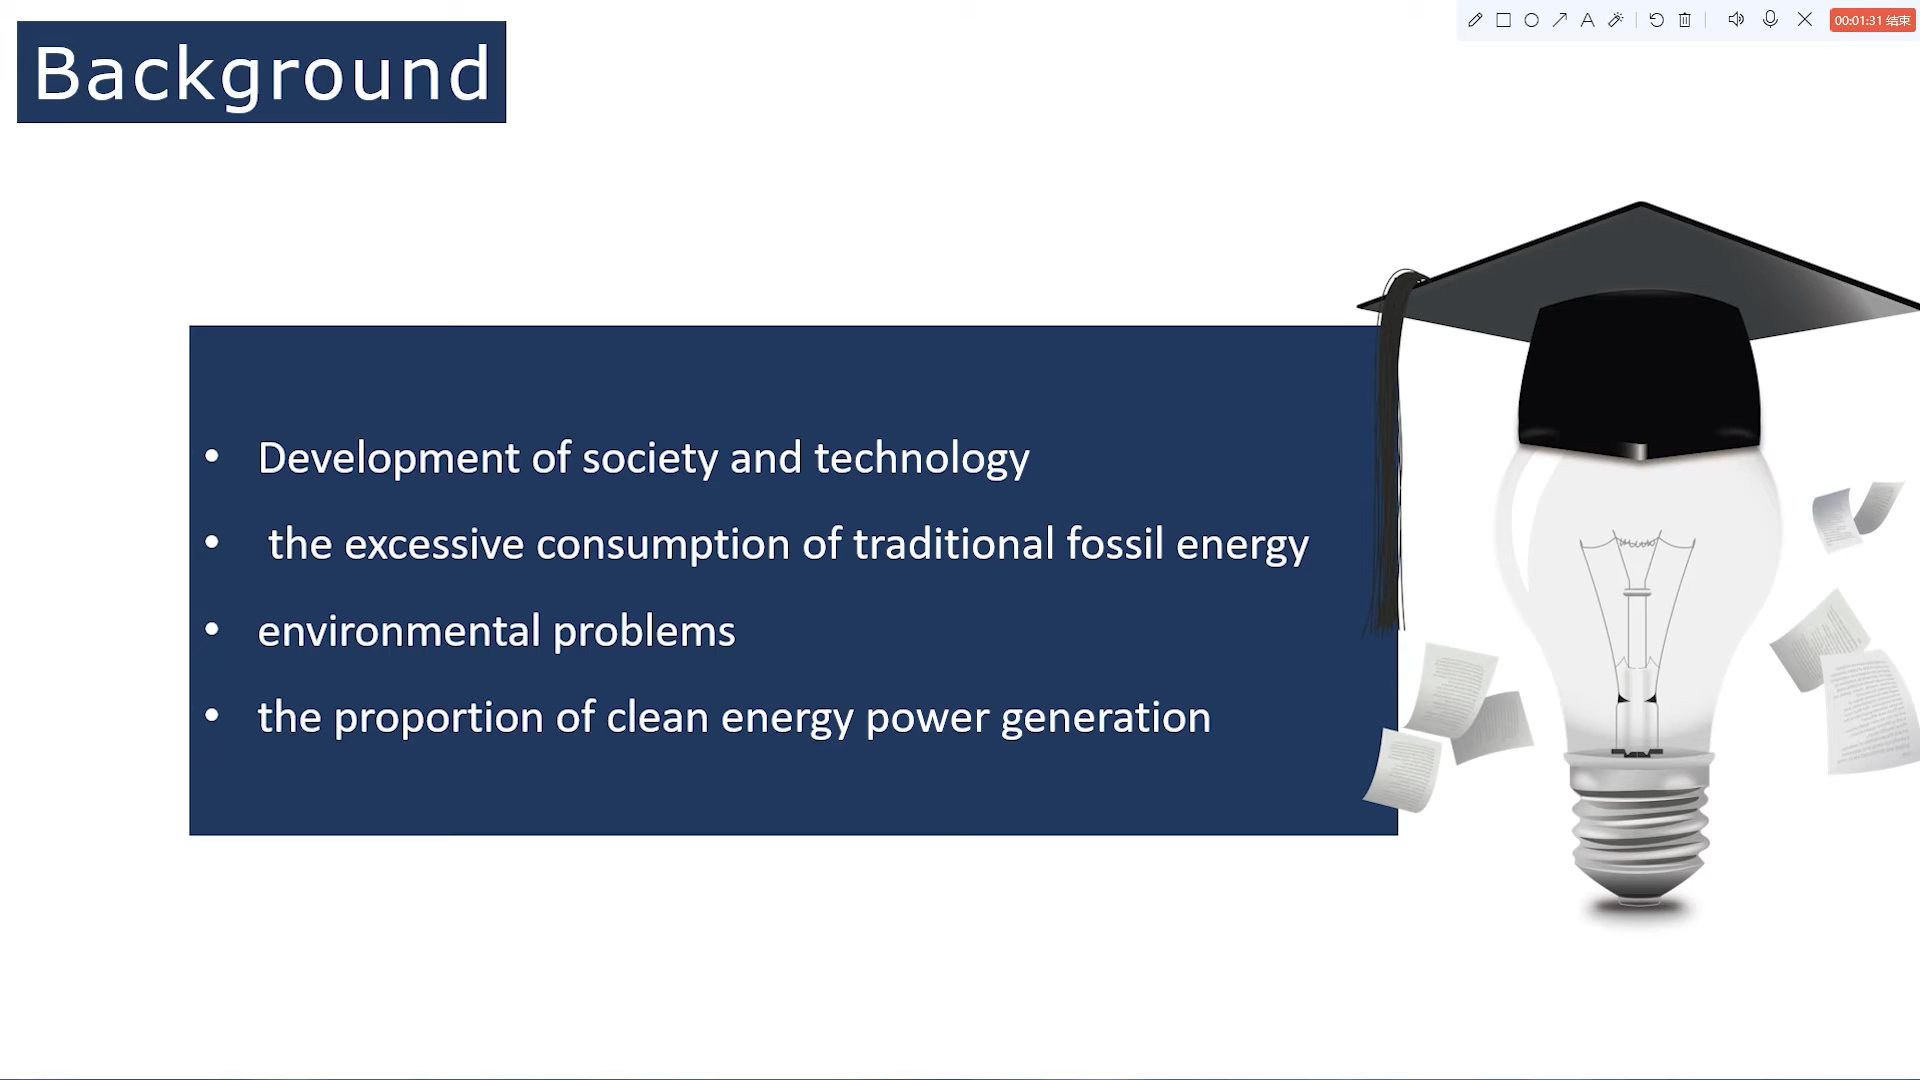 Background
00:01:31 结束
• Development of society and technology
• the excessive consumption of traditional fossil energy
• environmental problems
• the proportion of clean energy power generation